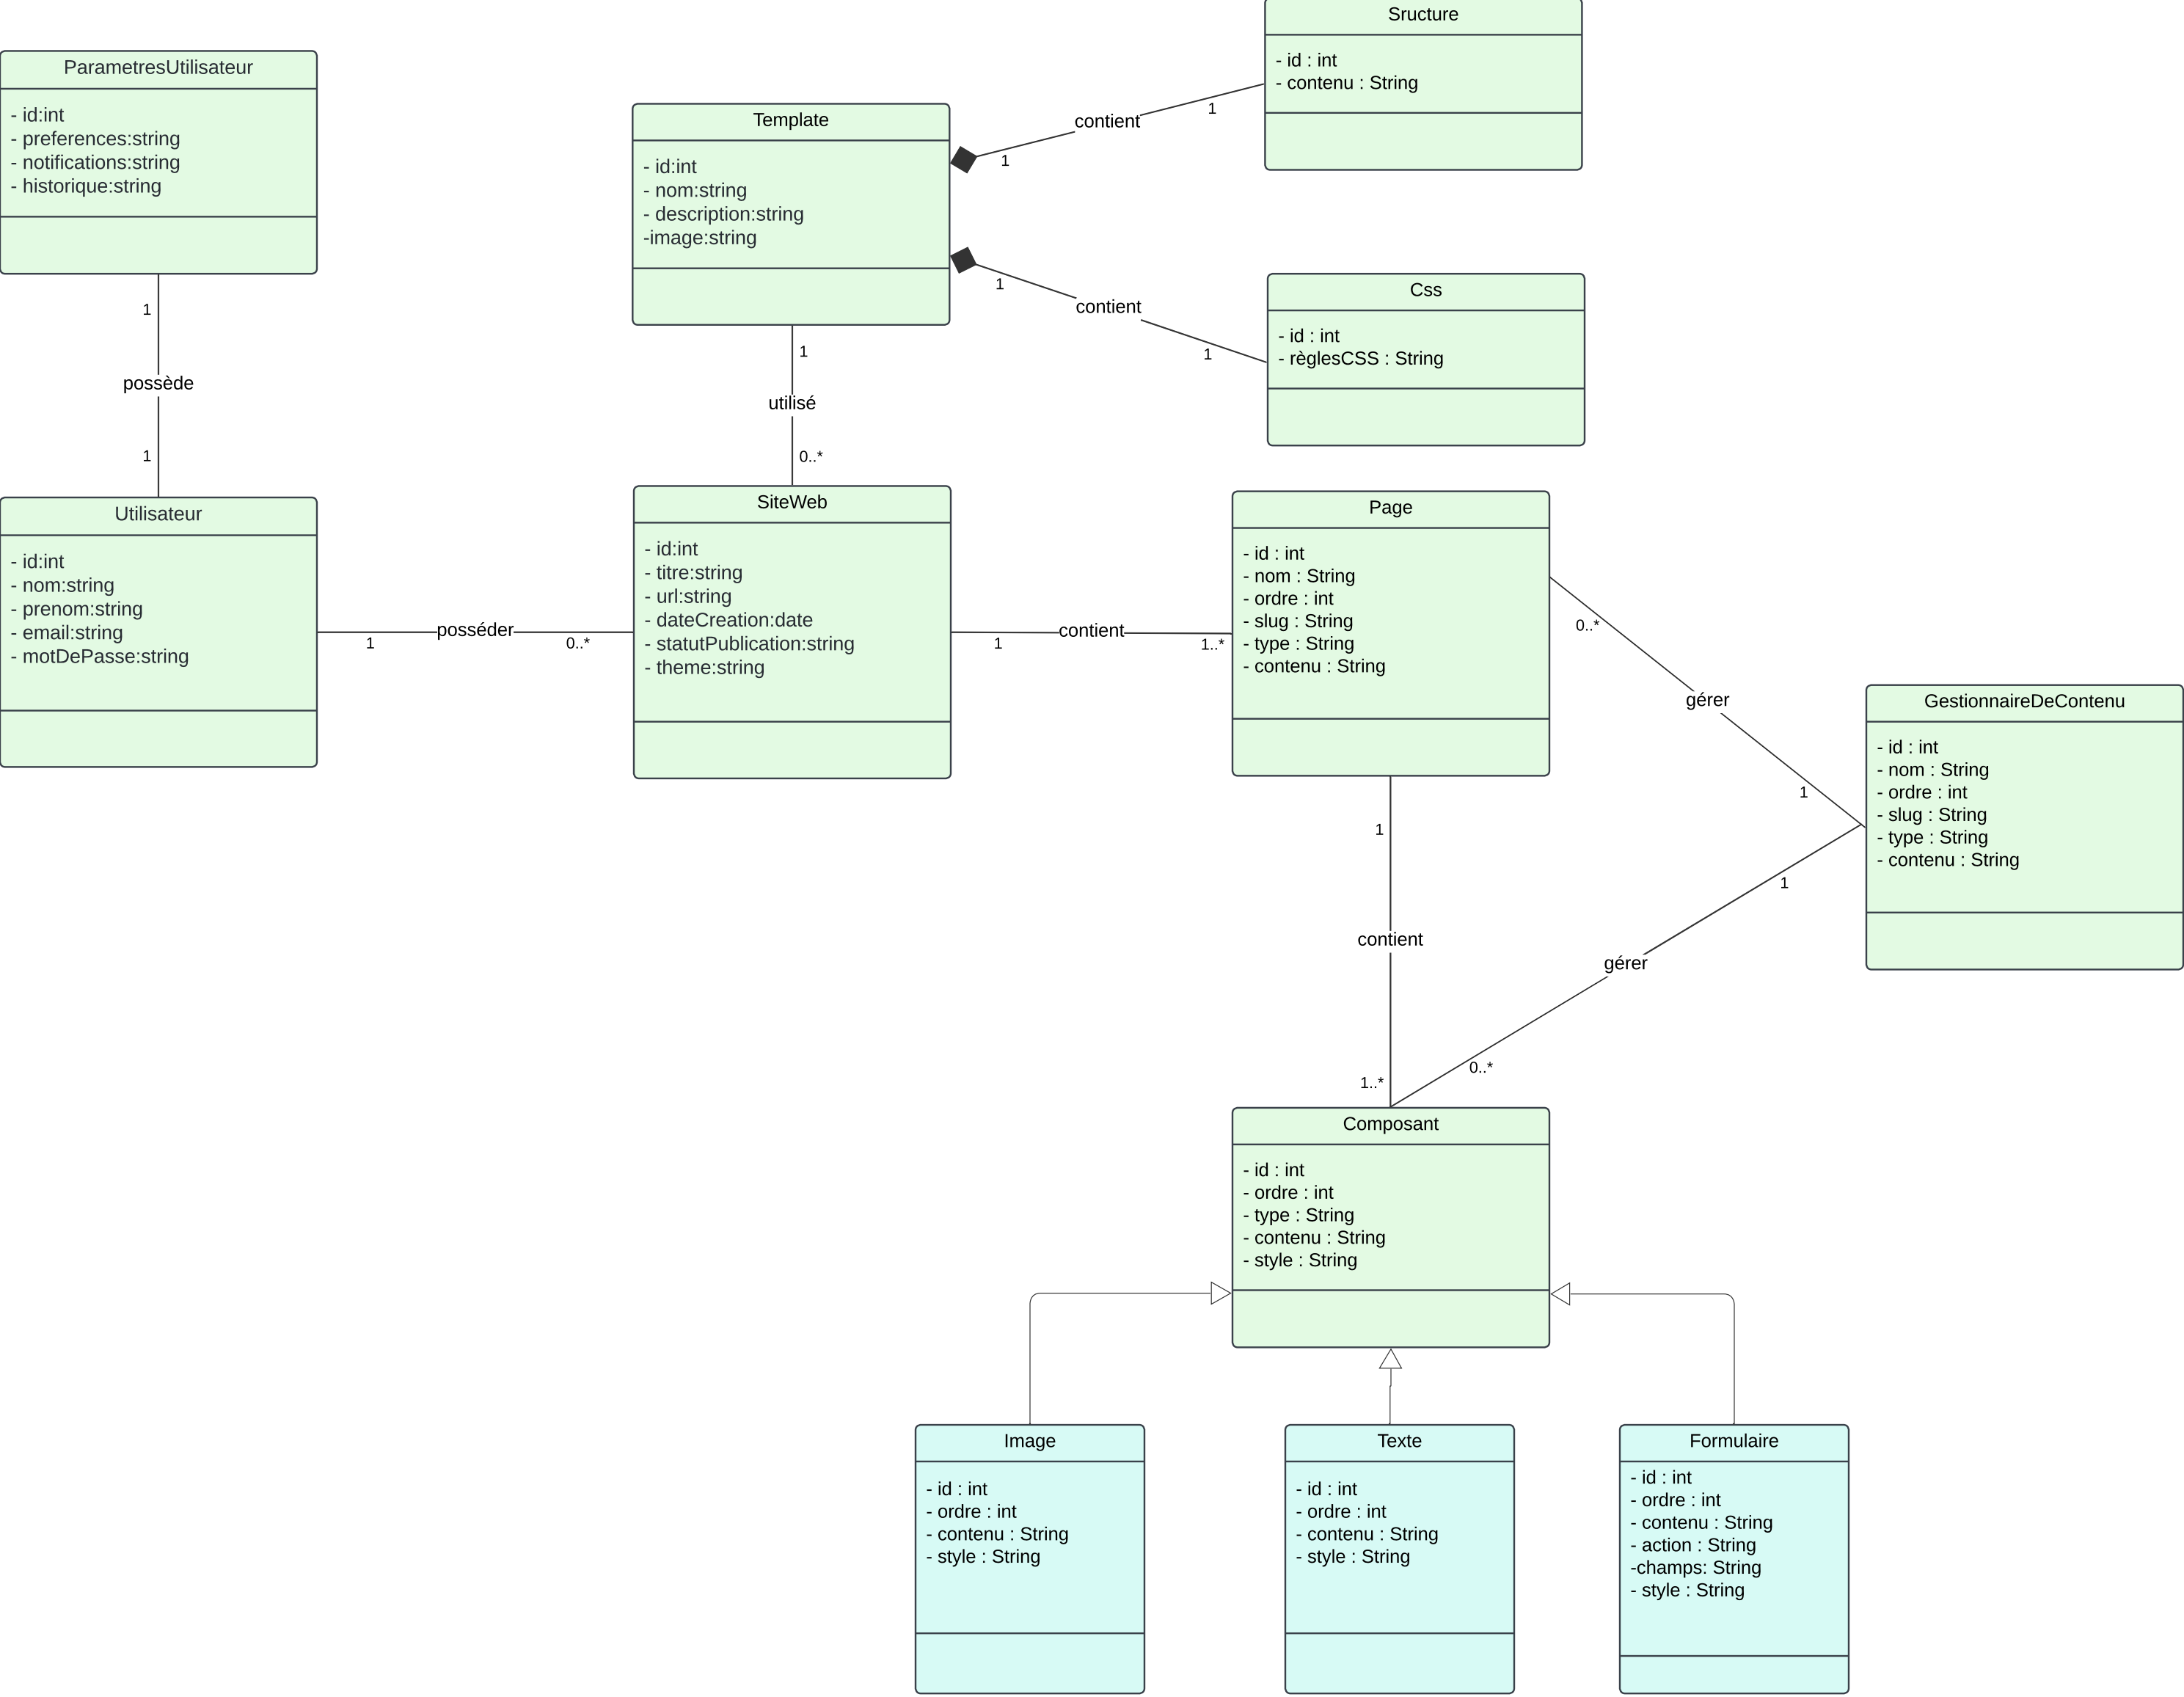 Sructure
- id : int
- contenu : String
ParametresUtilisateur
- id:int
- preferences:string
- notifications:string
- historique:string
Template
- id:int
- nom:string
- description:string
-image:string
contient
1
1
Css
- id : int
- règlesCSS : String
contient
1
1
1
possède
1
1
utilisé
0..*
Utilisateur
- id:int
- nom:string
- prenom:string
- email:string
- motDePasse:string
posséder
1
0..*
SiteWeb
- id:int
- titre:string
- url:string
- dateCreation:date
- statutPublication:string
- theme:string
contient
1
1..*
Page
- id : int
- nom : String
- ordre : int
- slug : String
- type : String
- contenu : String
0..*
gérer
1
GestionnaireDeContenu
- id : int
- nom : String
- ordre : int
- slug : String
- type : String
- contenu : String
1
contient
1..*
1
gérer
0..*
Composant
- id : int
- ordre : int
- type : String
- contenu : String
- style : String
Image
- id : int
- ordre : int
- contenu : String
- style : String
Texte
- id : int
- ordre : int
- contenu : String
- style : String
Formulaire
- id : int
- ordre : int
- contenu : String
- action : String
-champs: String
- style : String